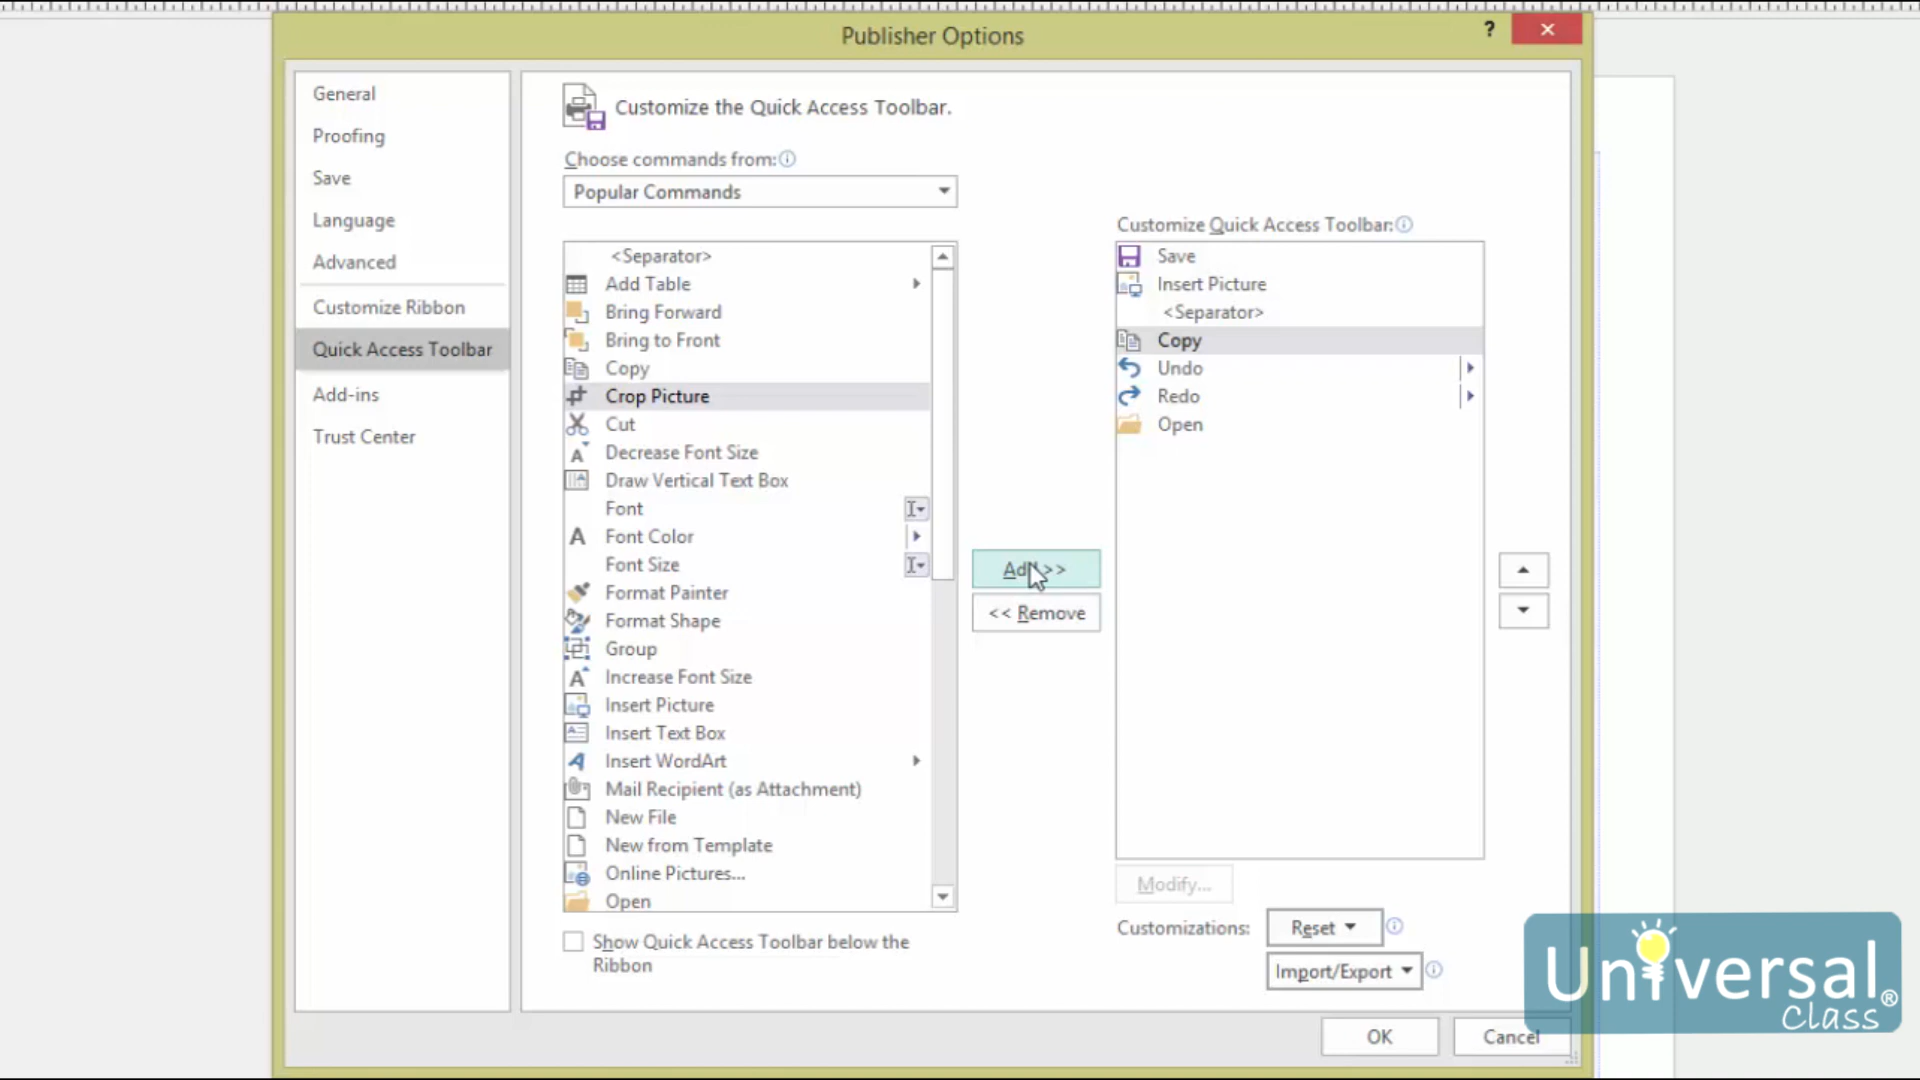 Publisher Options
?
General
Proofing
Save
Language
Advanced
Customize Ribbon
Quick Access Toolbar
Add-ins
Trust Center
Customize the Quick Access Toolbar.
Choose commands from:
Popular Commands
<Separator>
Add Table
Bring Forward
Bring to Front
Copy
Crop Picture
Cut
Decrease Font Size
Draw Vertical Text Box
Font
Font Color
Font Size
Format Painter
Format Shape
Group
Increase Font Size
Insert Picture
Insert Text Box
Insert WordArt
Mail Recipient (as Attachment)
New File
New from Template
Online Pictures...
Open
Show Quick Access Toolbar below the
Ribbon
Add >>
<< Remove
Customize Quick Access Toolbar:
Save
Insert Picture
<Separator>
Copy
Undo
Redo
Open
Modify...
Customizations:
Reset
Import/Export
OK
Cancel
Universal®
Class